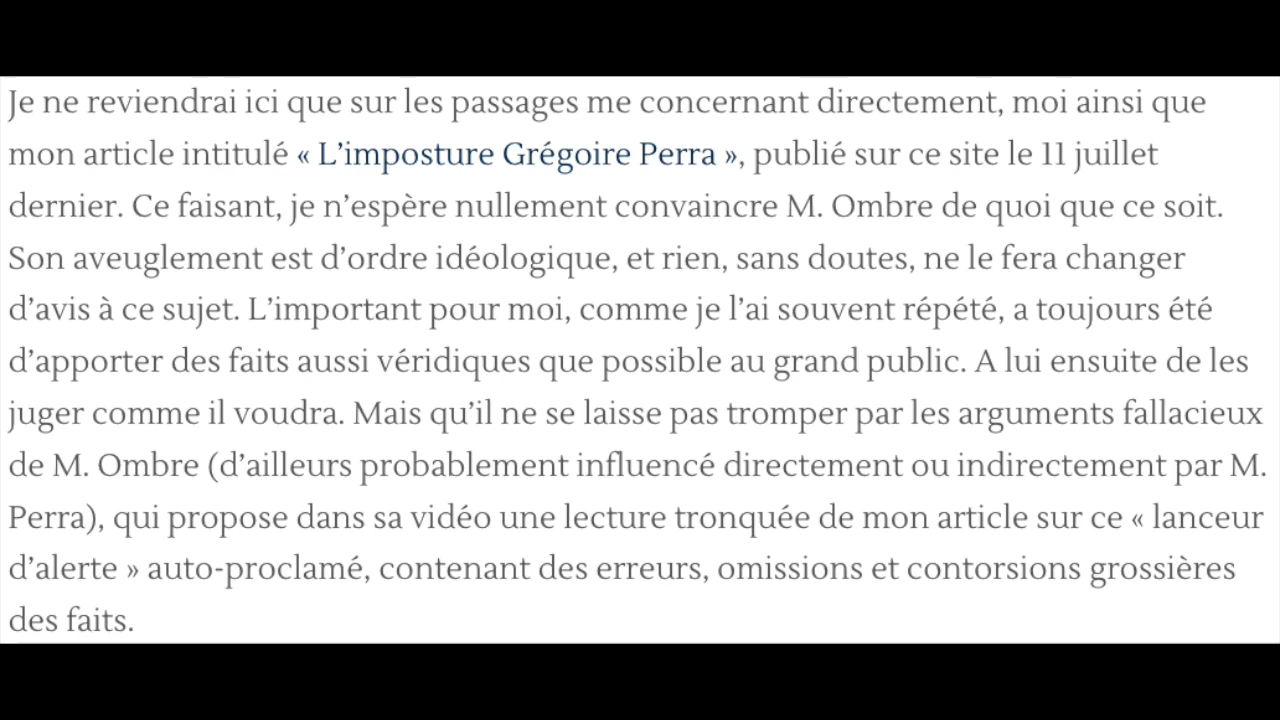 Je ne reviendrai ici que sur les passages me concernant directement, moi ainsi que
mon article intitulé « L’imposture Grégoire Perra », publié sur ce site le 11 juillet
dernier. Ce faisant, je n’espère nullement convaincre M. Ombre de quoi que ce soit.
Son aveuglement est d’ordre idéologique, et rien, sans doutes, ne le fera changer
d’avis à ce sujet. L’important pour moi, comme je l’ai souvent répété, a toujours été
d’apporter des faits aussi véridiques que possible au grand public. A lui ensuite de les
juger comme il voudra. Mais qu’il ne se laisse pas tromper par les arguments fallacieux
de M. Ombre (d’ailleurs probablement influencé directement ou indirectement par M.
Perra), qui propose dans sa vidéo une lecture tronquée de mon article sur ce « lanceur
d’alerte » auto-proclamé, contenant des erreurs, omissions et contorsions grossières
des faits.